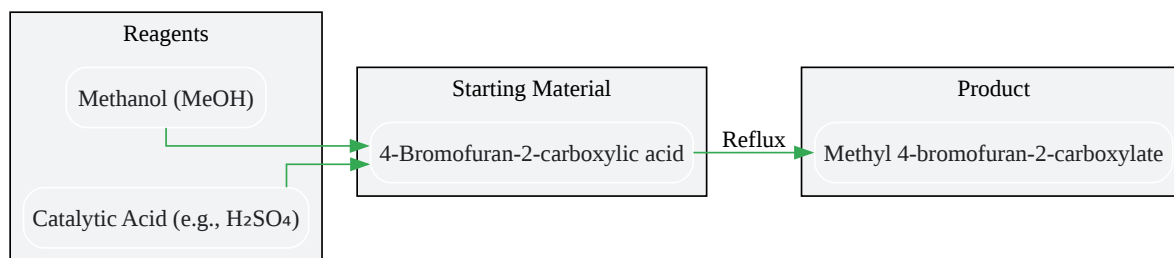 Reagents
Methanol (MeOH)
Catalytic Acid (e.g., H₂SO₄)
Starting Material
4-Bromofuran-2-carboxylic acid
Reflux
Product
Methyl 4-bromofuran-2-carboxylate